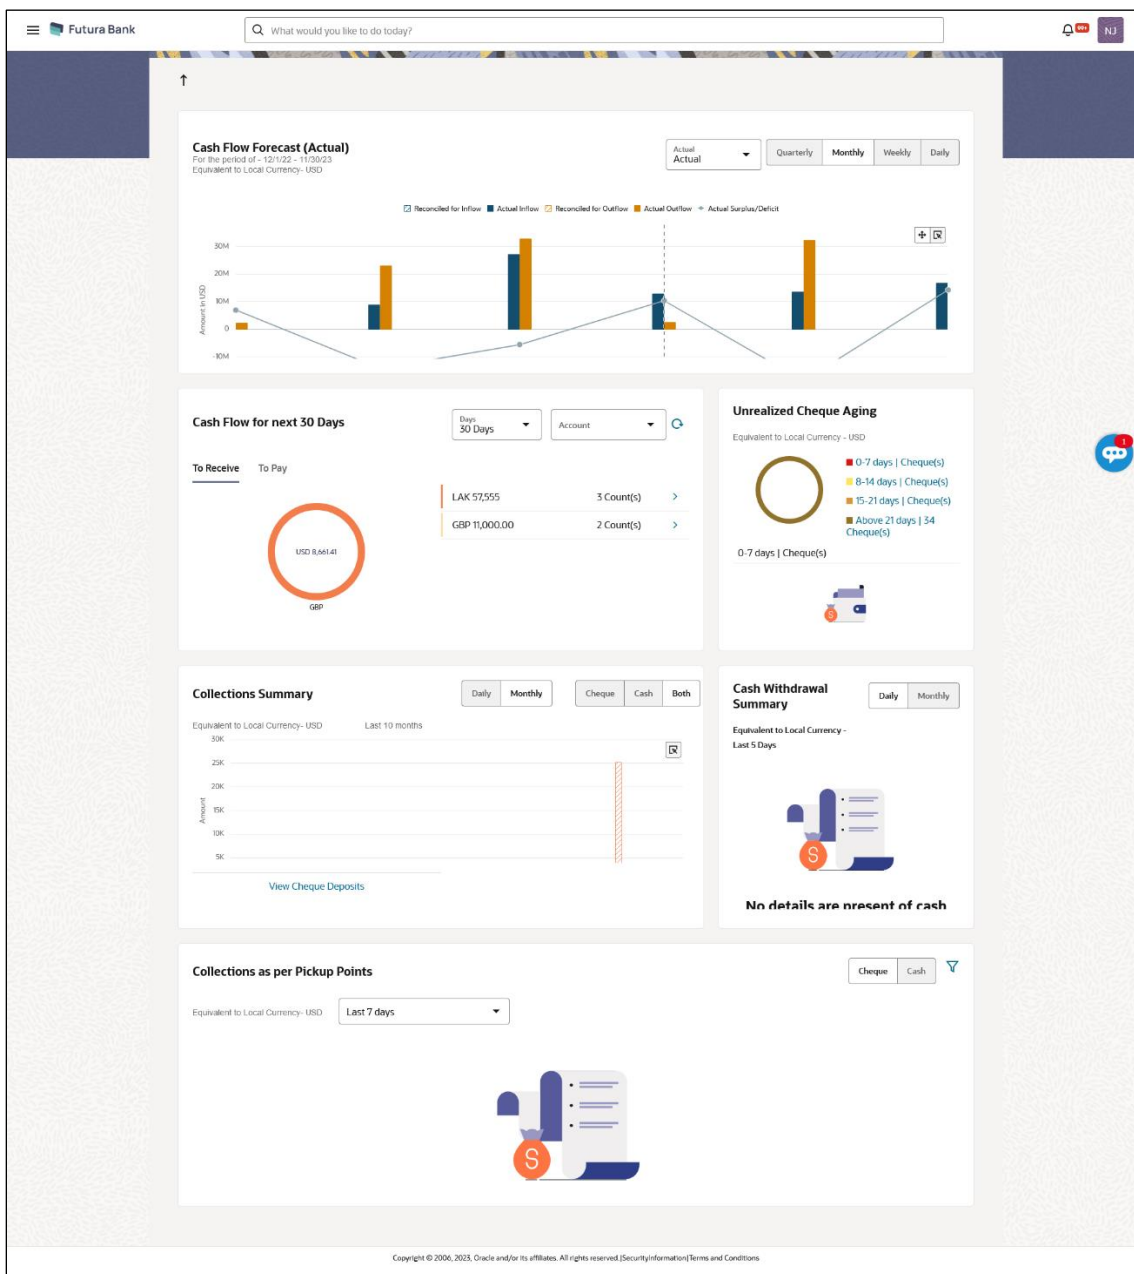 Futura Bank
What would you like to do today?
99+
NJ
Cash Flow Forecast (Actual)
For the period of - 12/1/22 - 11/30/23
Equivalent to Local Currency- USD
Actual
Actual
Quarterly Monthly Weekly Daily
Reconciled for Inflow Actual Inflow Reconciled for Outflow Actual Outflow Actual Surplus/Deficit
Amount in USD
30M
20M
10M
0
-10M
Cash Flow for next 30 Days
Days
30 Days
Account
To Receive To Pay
USD 8,661.41
GBP
LAK 57,555 3 Count(s)
GBP 11,000.00 2 Count(s)
Unrealized Cheque Aging
Equivalent to Local Currency - USD
0-7 days | Cheque(s)
8-14 days | Cheque(s)
15-21 days | Cheque(s)
Above 21 days | 34
Cheque(s)
0-7 days | Cheque(s)
1
Collections Summary
Daily Monthly
Cheque Cash Both
Equivalent to Local Currency- USD Last 10 months
Amount
30K
25K
20K
15K
10K
5K
View Cheque Deposits
Cash Withdrawal
Summary
Daily Monthly
Equivalent to Local Currency -
Last 5 Days
S
No details are present of cash
Collections as per Pickup Points
Cheque Cash
Equivalent to Local Currency- USD Last 7 days
S
Copyright © 2006, 2023, Oracle and/or its affiliates. All rights reserved.|SecurityInformation|Terms and Conditions